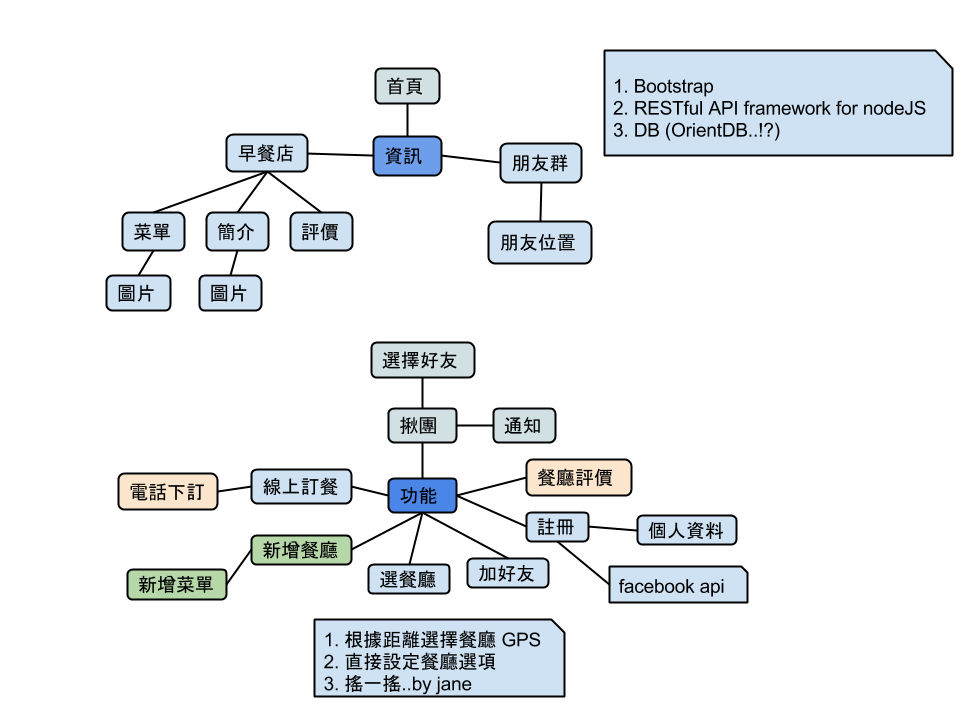 首頁
1. Bootstrap
2. RESTful API framework for nodeJS
3. DB (OrientDB..!?)
早餐店
資訊
朋友群
菜單
簡介
評價
朋友位置
圖片
圖片
選擇好友
揪團
通知
電話下訂
線上訂餐
功能
餐廳評價
註冊
個人資料
新增餐廳
新增菜單
選餐廳
加好友
facebook api
1. 根據距離選擇餐廳 GPS
2. 直接設定餐廳選項
3. 搖一搖..by jane